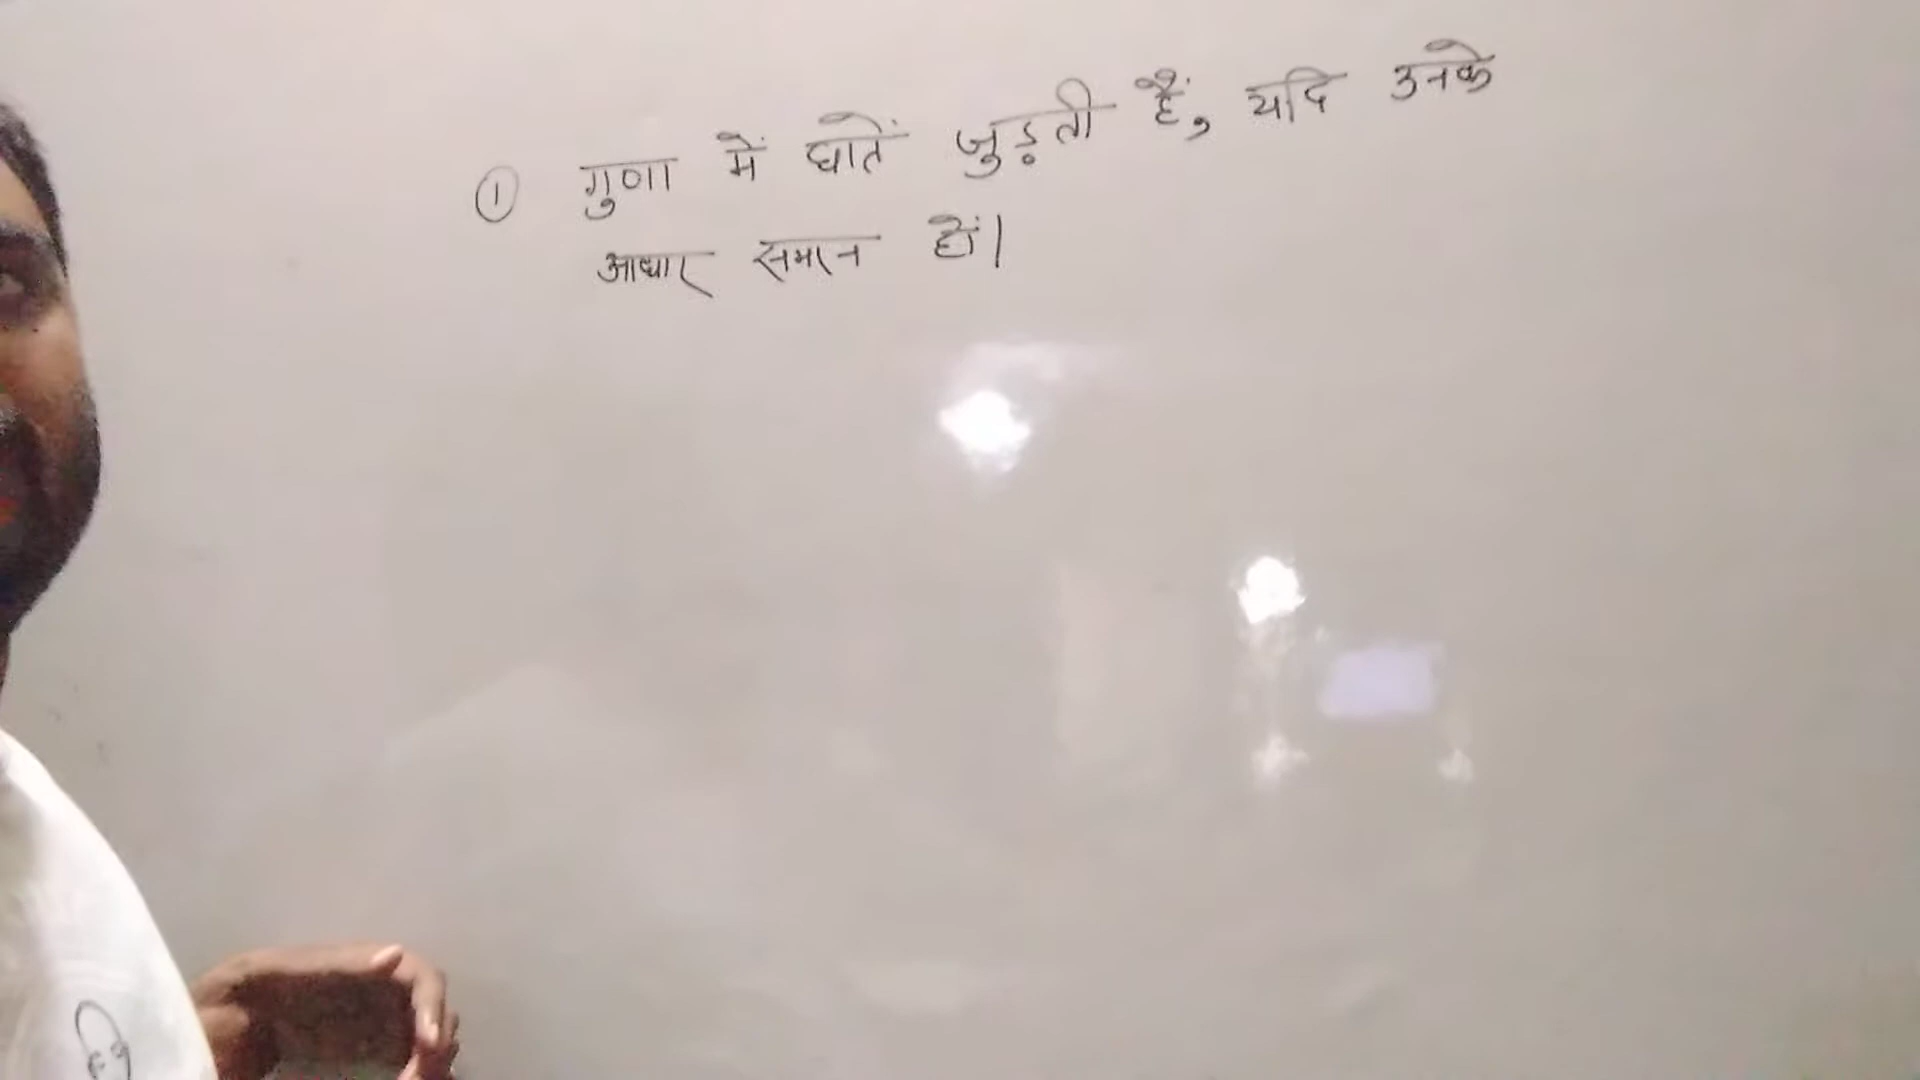 ① गुणा में घातें जुड़ती हैं, यदि उनके
आधार समान हों।